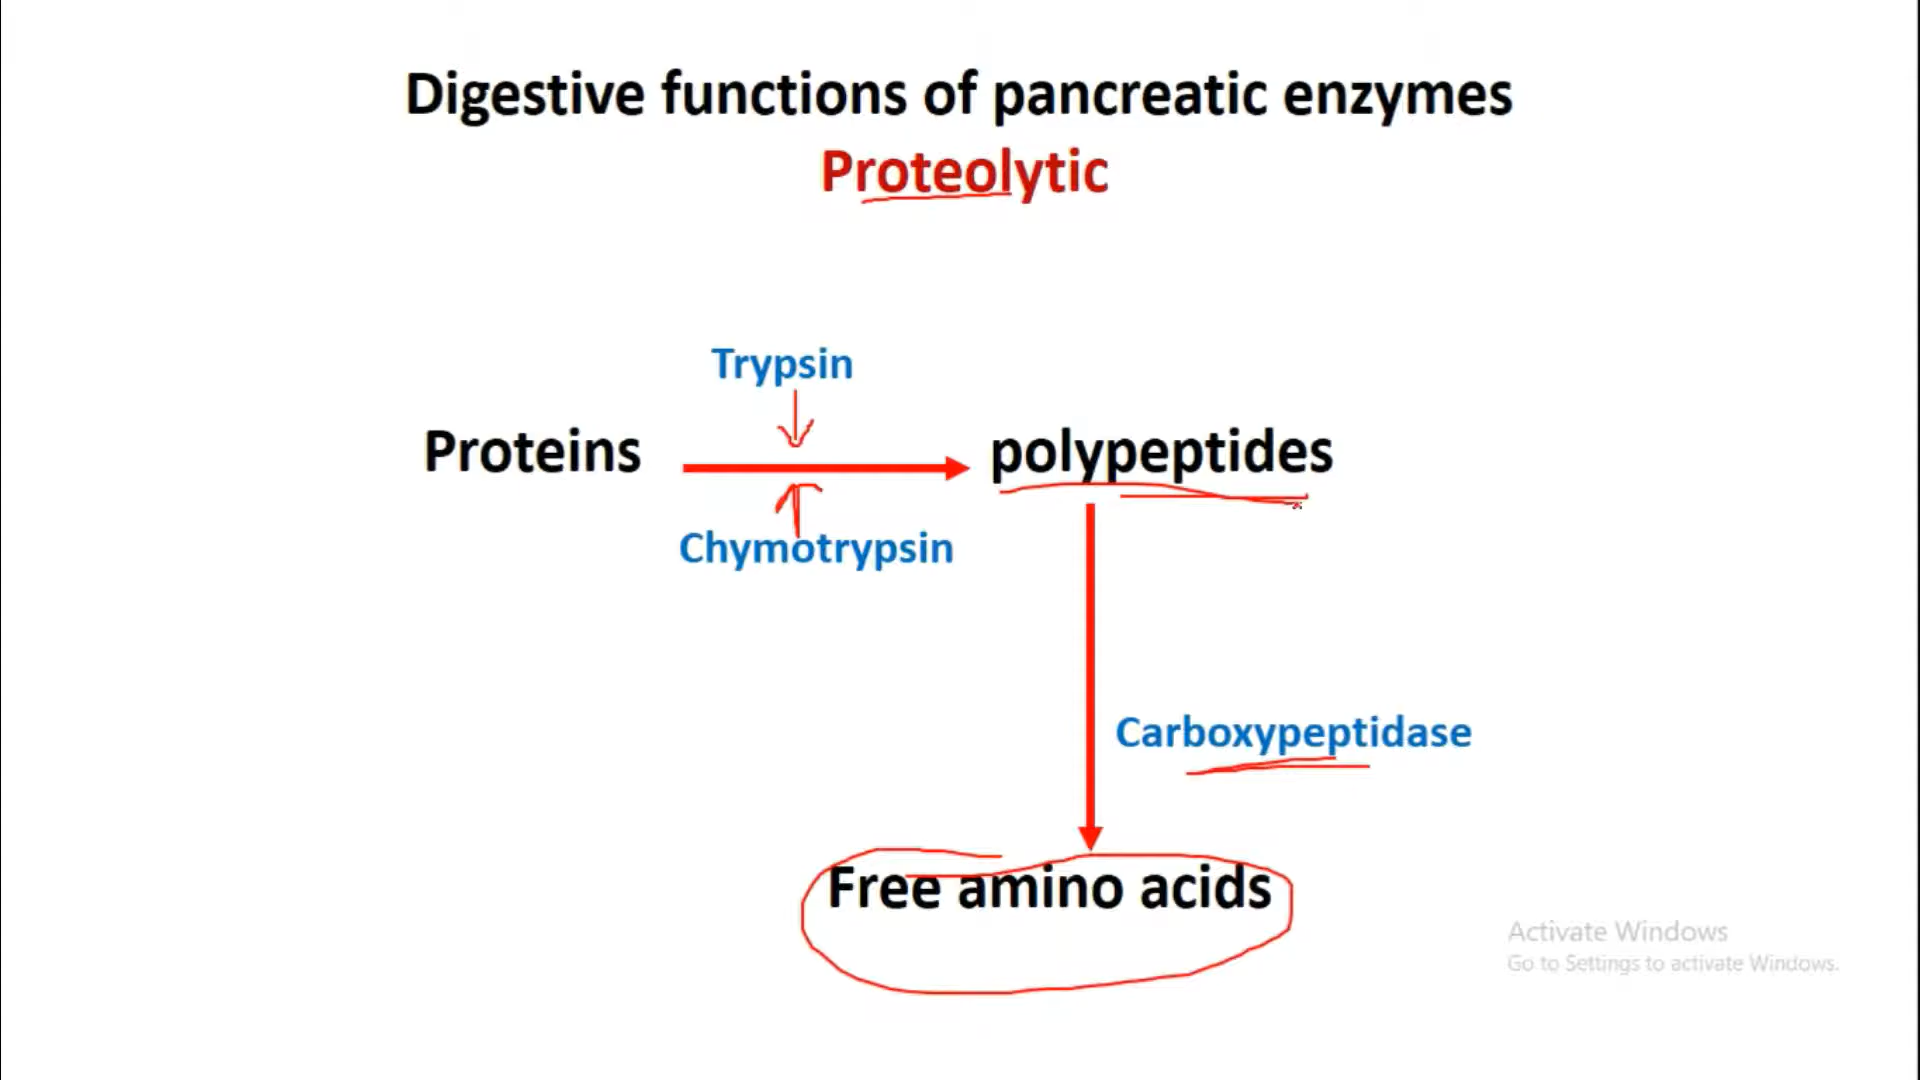 Digestive functions of pancreatic enzymes
Proteolytic
Trypsin
Proteins polypeptides
Chymotrypsin
Carboxypeptidase
Free amino acids
Activate Windows
Go to Settings to activate Windows.